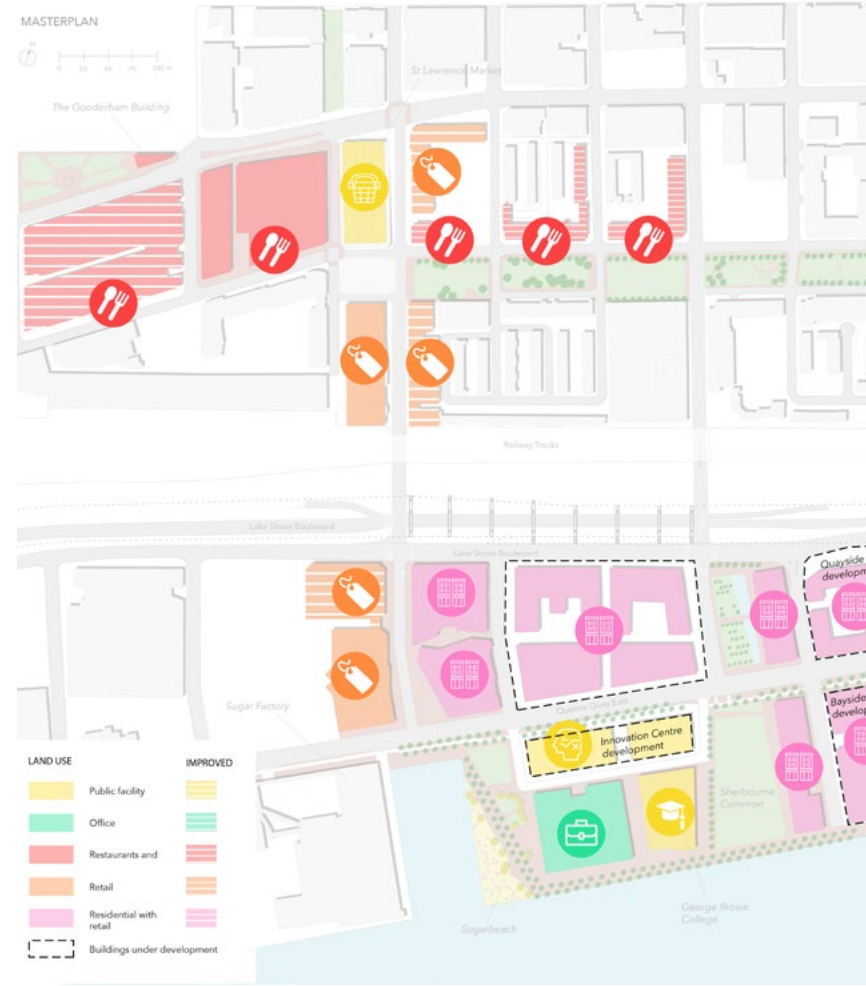 MASTERPLAN
N
0 25 50 75 100 m
St Lawrence Market
The Gooderham Building
Railway Tracks
Lake Shore Boulevard
Lake Shore Boulevard
Quayside
developm
Sugar Factory
Queens Quay East
Bayside
develop
Innovation Centre
development
LAND USE
IMPROVED
Public facility
Office
Restaurants and
Retail
Residential with
retail
Buildings under development
Sherbourne
Common
George Brown
College
Sugarbeach